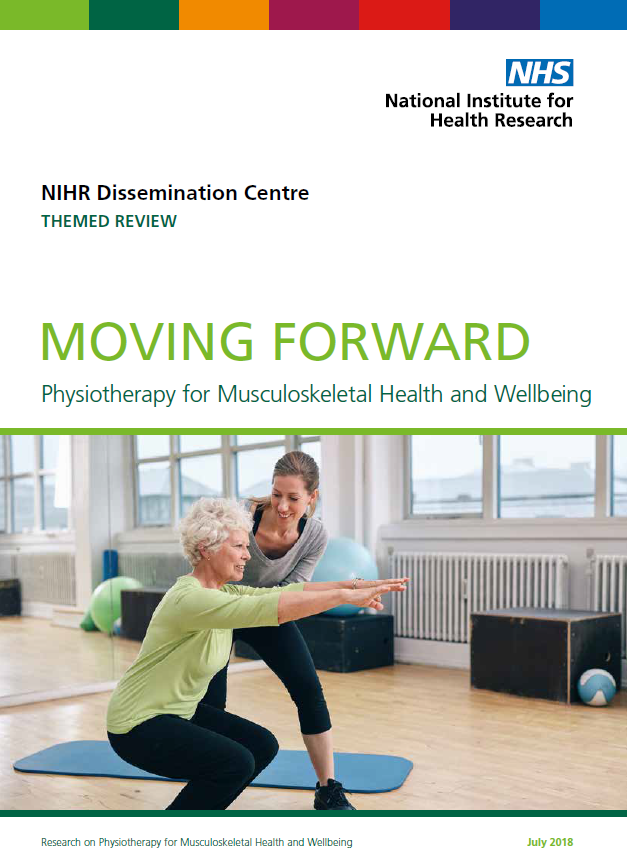 NHS
National Institute for
Health Research
NIHR Dissemination Centre
THEMED REVIEW
MOVING FORWARD
Physiotherapy for Musculoskeletal Health and Wellbeing
Research on Physiotherapy for Musculoskeletal Health and Wellbeing
July 2018